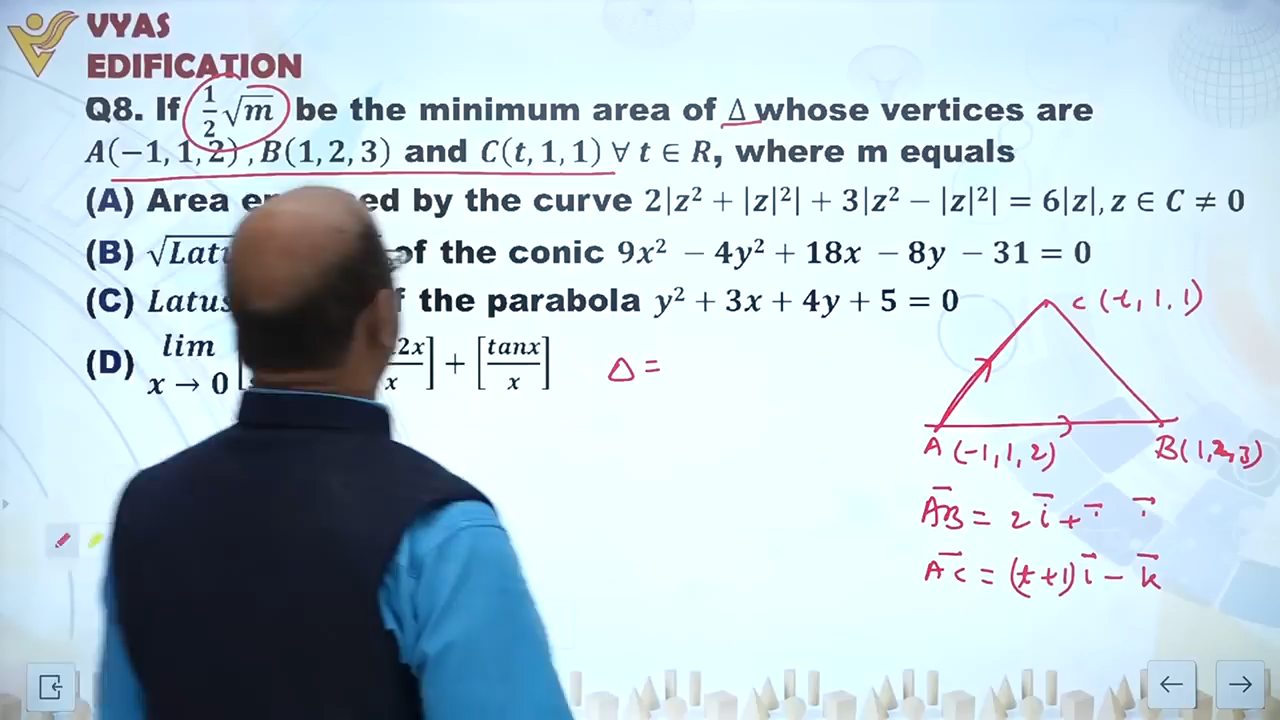 VYAS
EDIFICATION
Q8. If 1/2 √m be the minimum area of Δ whose vertices are
A(−1, 1, 2) , B(1, 2, 3) and C(t, 1, 1) ∀ t ∈ R, where m equals
(A) Area ed by the curve 2|z² + |z|²| + 3|z² − |z|²| = 6|z|, z ∈ C ≠ 0
(B) of the conic 9x² − 4y² + 18x − 8y − 31 = 0
(C) Latus the parabola y² + 3x + 4y + 5 = 0
(D) lim x → 0 2x/x] + [tanx/x]
Δ =
C (t, 1, 1)
A (-1, 1, 2)
B (1, 2, 3)
AB = 2i +
AC = (t+1)i − k